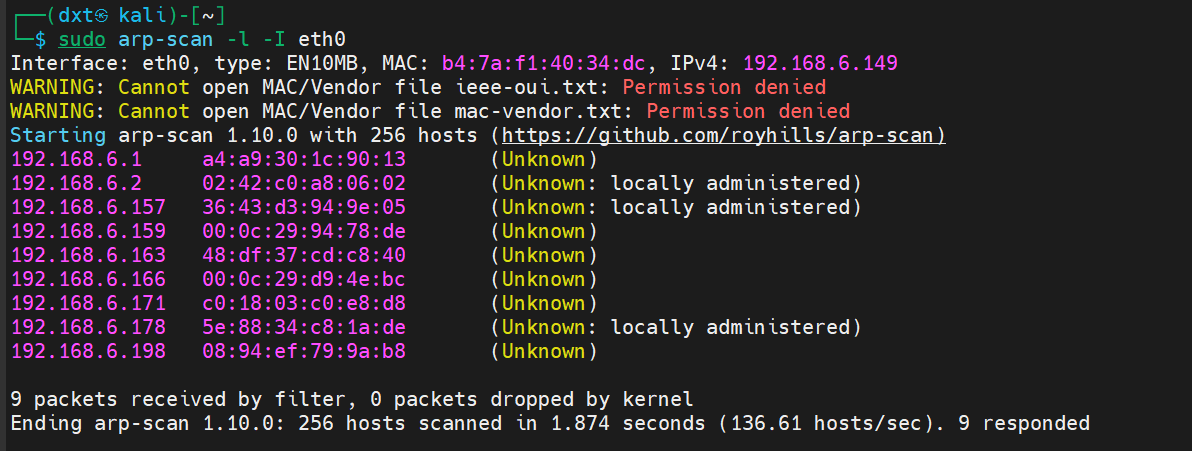 ┌──(dxt㉿ kali)-[~]
└─$ sudo arp-scan -l -I eth0
Interface: eth0, type: EN10MB, MAC: b4:7a:f1:40:34:dc, IPv4: 192.168.6.149
WARNING: Cannot open MAC/Vendor file ieee-oui.txt: Permission denied
WARNING: Cannot open MAC/Vendor file mac-vendor.txt: Permission denied
Starting arp-scan 1.10.0 with 256 hosts (https://github.com/royhills/arp-scan)
192.168.6.1     a4:a9:30:1c:90:13       (Unknown)
192.168.6.2     02:42:c0:a8:06:02       (Unknown: locally administered)
192.168.6.157   36:43:d3:94:9e:05       (Unknown: locally administered)
192.168.6.159   00:0c:29:94:78:de       (Unknown)
192.168.6.163   48:df:37:cd:c8:40       (Unknown)
192.168.6.166   00:0c:29:d9:4e:bc       (Unknown)
192.168.6.171   c0:18:03:c0:e8:d8       (Unknown)
192.168.6.178   5e:88:34:c8:1a:de       (Unknown: locally administered)
192.168.6.198   08:94:ef:79:9a:b8       (Unknown)
9 packets received by filter, 0 packets dropped by kernel
Ending arp-scan 1.10.0: 256 hosts scanned in 1.874 seconds (136.61 hosts/sec). 9 responded